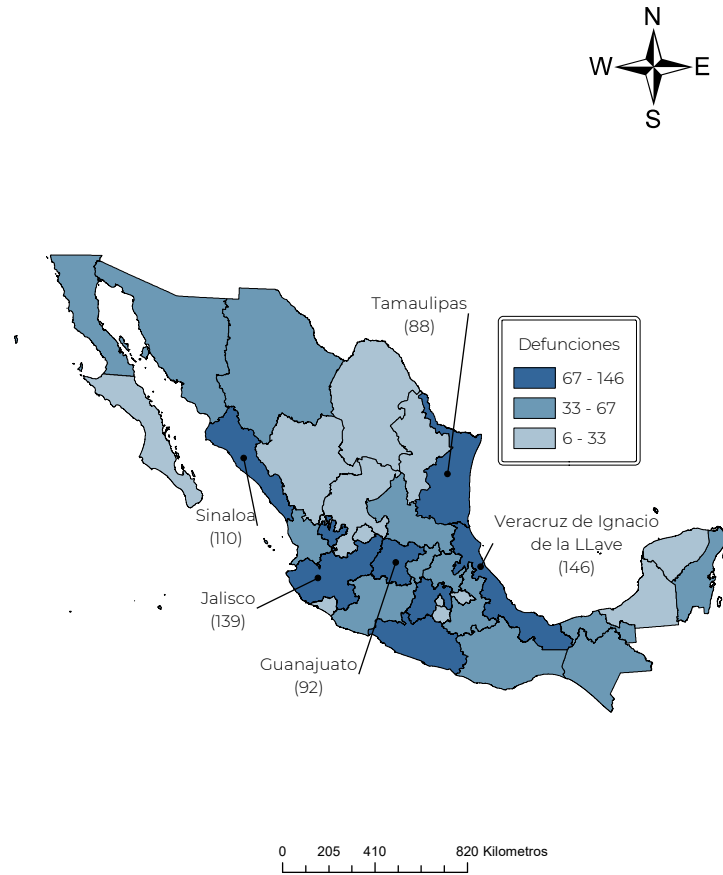 N
W
E
S
Tamaulipas
(88)
Defunciones
67 - 146
33 - 67
6 - 33
Sinaloa
(110)
Veracruz de Ignacio
de la LLave
(146)
Jalisco
(139)
Guanajuato
(92)
0 205 410 820 Kilometros